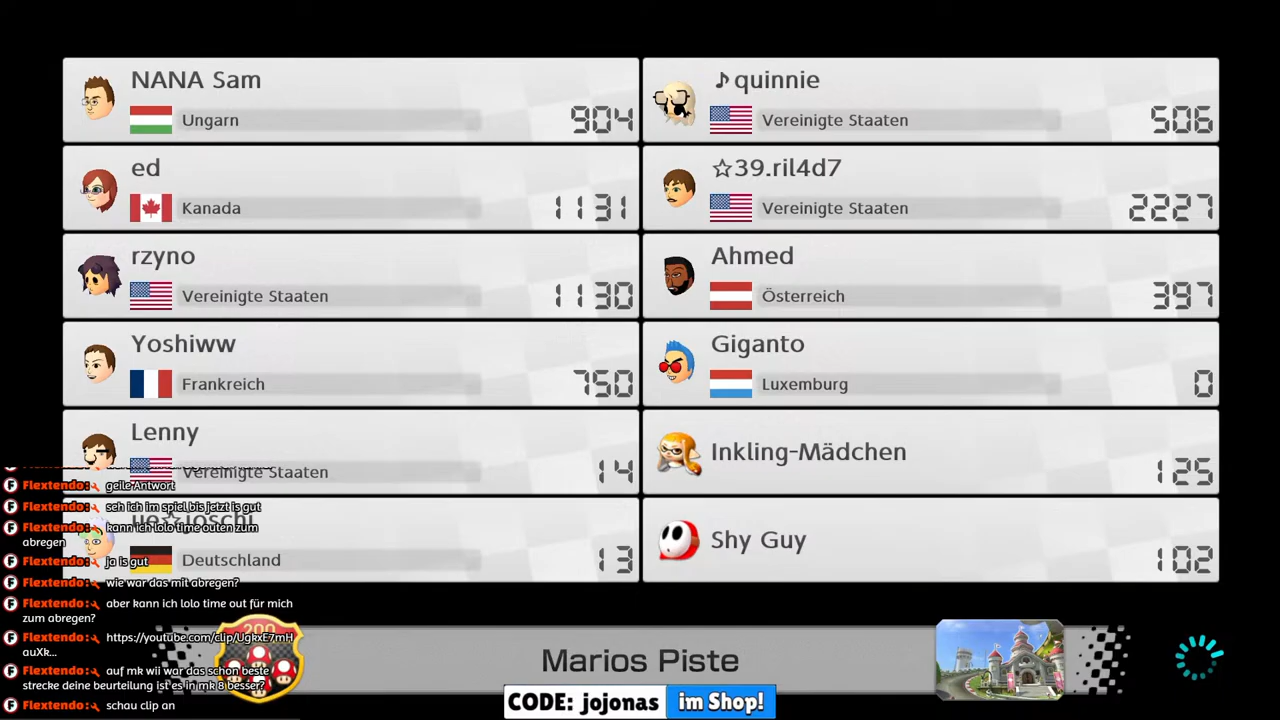 NANA Sam
Ungarn
904
♪quinnie
Vereinigte Staaten
506
ed
Kanada
1131
☆39.ril4d7
Vereinigte Staaten
2227
rzyno
Vereinigte Staaten
1130
Ahmed
Österreich
397
Yoshiww
Frankreich
750
Giganto
Luxemburg
0
Lenny
Vereinigte Staaten
14
Inkling-Mädchen
125
joschi
Deutschland
13
Shy Guy
102
Flextendo: geile Antwort
Flextendo: seh ich im spiel bis jetzt is gut
Flextendo: kann ich lolo time outen zum
abregen
Flextendo: ja is gut
Flextendo: wie war das mit abregen?
Flextendo: aber kann ich lolo time out für mich
zum abregen?
Flextendo: https://youtube.com/clip/UgkxE7mH
auXk...
Flextendo: auf mk wii war das schon beste
strecke deine beurteilung ist es in mk 8 besser?
Flextendo: schau clip an
200
Marios Piste
CODE: jojonas im Shop!